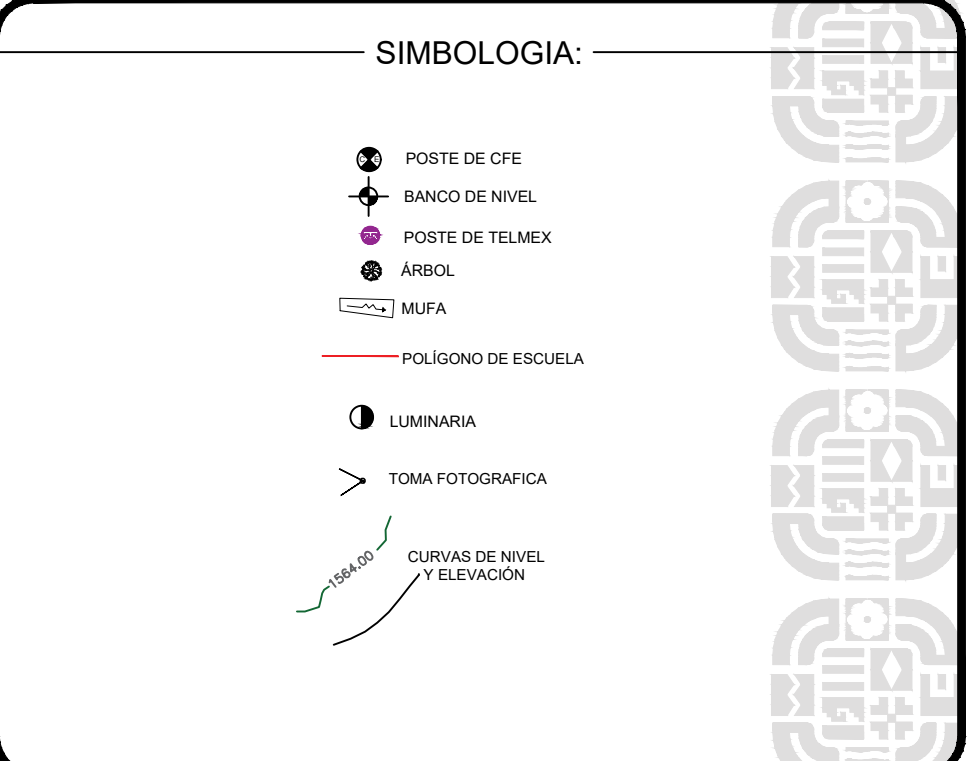 SIMBOLOGIA:
POSTE DE CFE
BANCO DE NIVEL
POSTE DE TELMEX
ÁRBOL
MUFA
POLÍGONO DE ESCUELA
LUMINARIA
TOMA FOTOGRAFICA
1564.00
CURVAS DE NIVEL
Y ELEVACIÓN